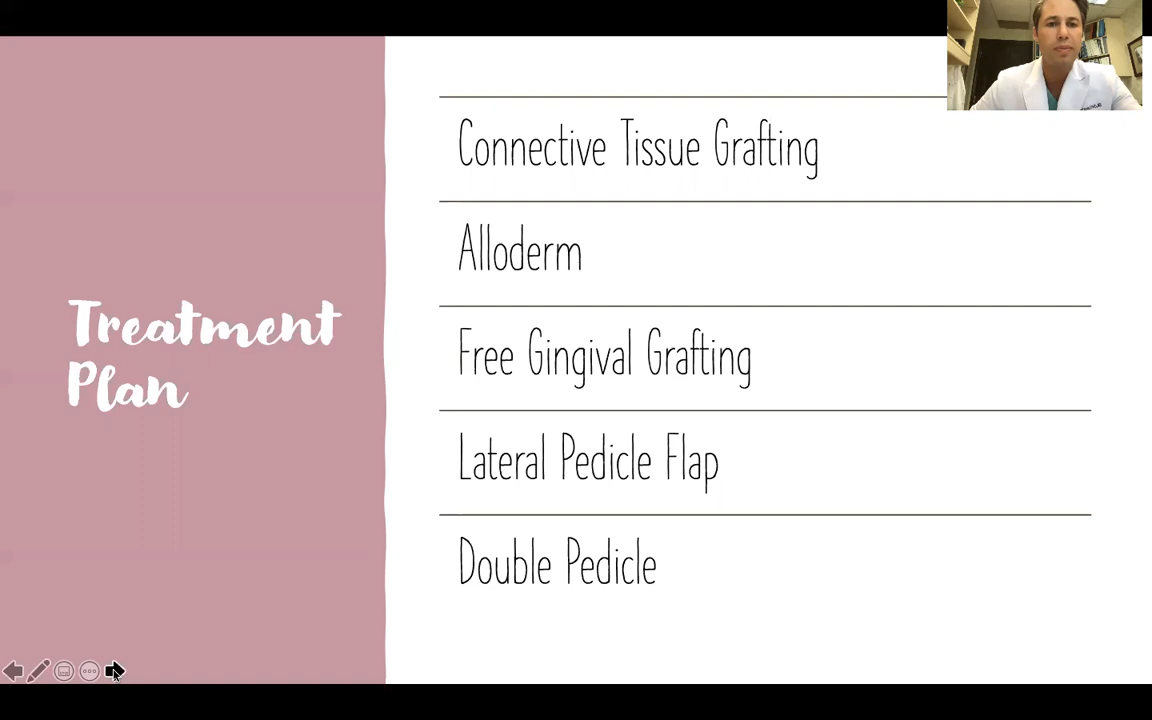 Treatment
Plan
Connective Tissue Grafting
Alloderm
Free Gingival Grafting
Lateral Pedicle Flap
Double Pedicle